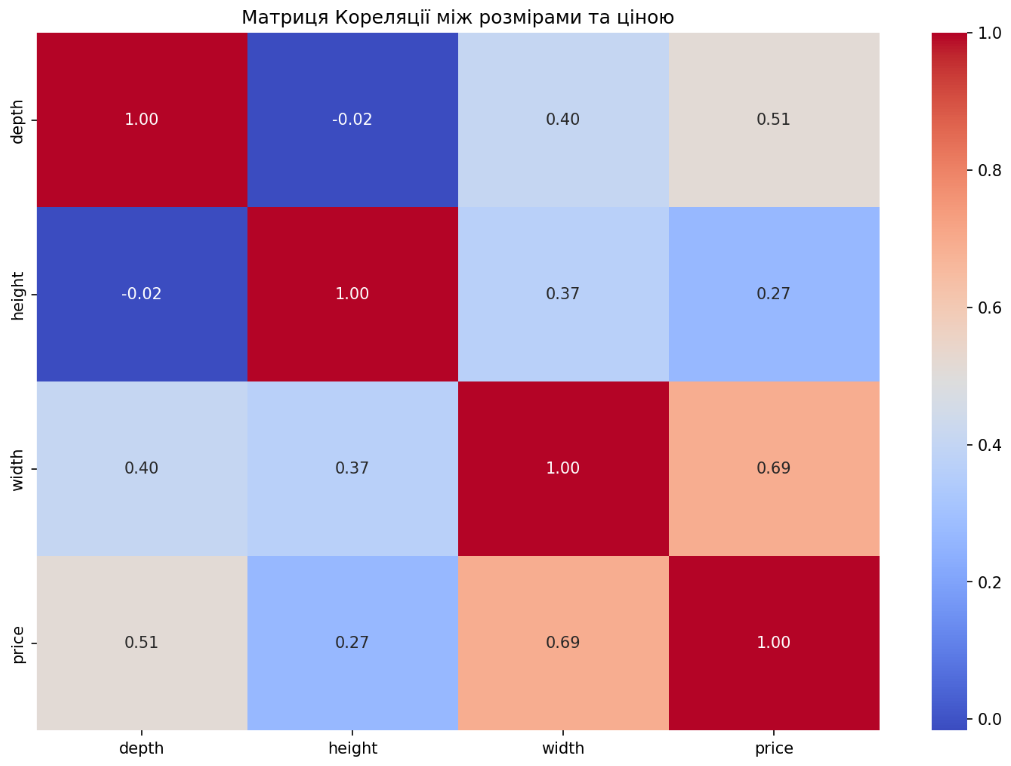 Матриця Кореляції між розмірами та ціною
1.0
depth 1.00 -0.02 0.40 0.51
0.8
height -0.02 1.00 0.37 0.27
0.6
width 0.40 0.37 1.00 0.69
0.4
0.2
price 0.51 0.27 0.69 1.00
0.0
depth height width price